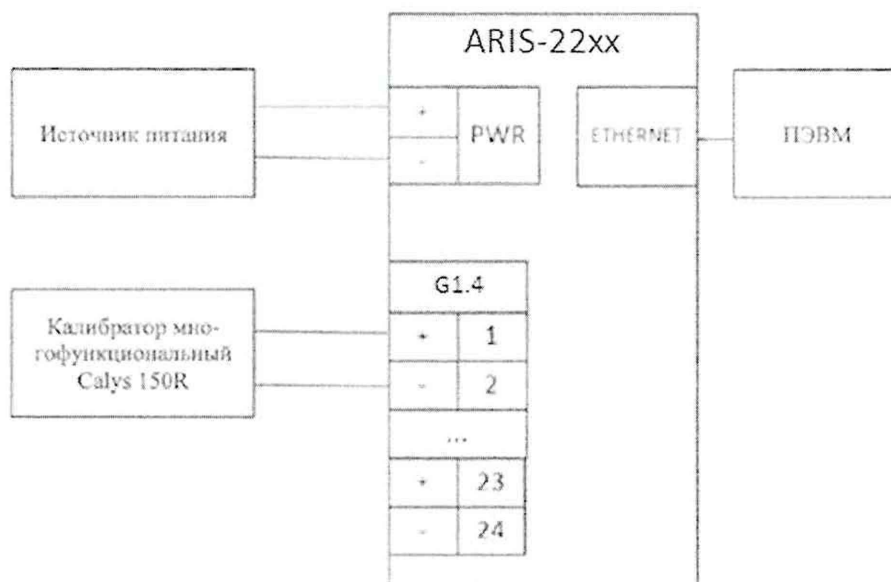 ARIS-22xx
Источник питания
+
-
PWR
ETHERNET
ПЭВМ
G1.4
Калибратор мно-
гофункциональный
Calys 150R
+ 1
- 2
...
+ 23
- 24